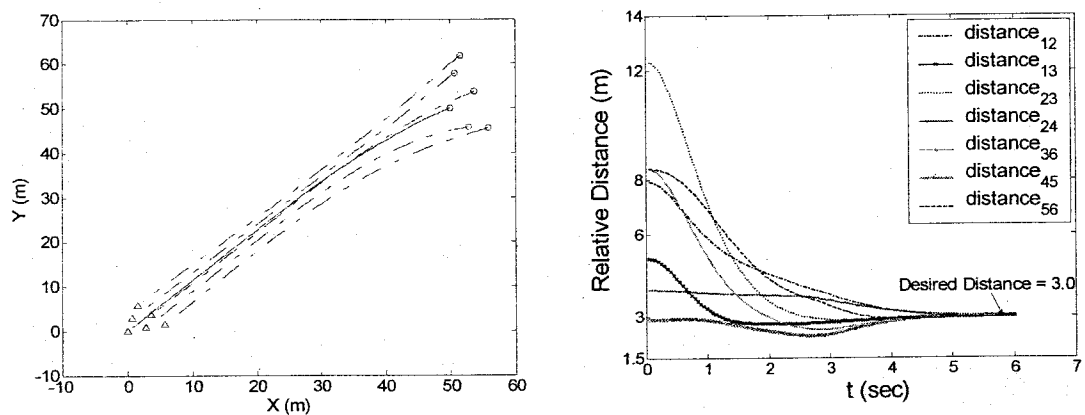 70
60
50
40
30
20
10
0
-10
Y (m)
-10 0 10 20 30 40 50 60
X (m)
14
12
8
6
3
1.5
Relative Distance (m)
distance12
distance13
distance23
distance24
distance36
distance45
distance56
Desired Distance = 3.0
0 1 2 3 4 5 6 7
t (sec)